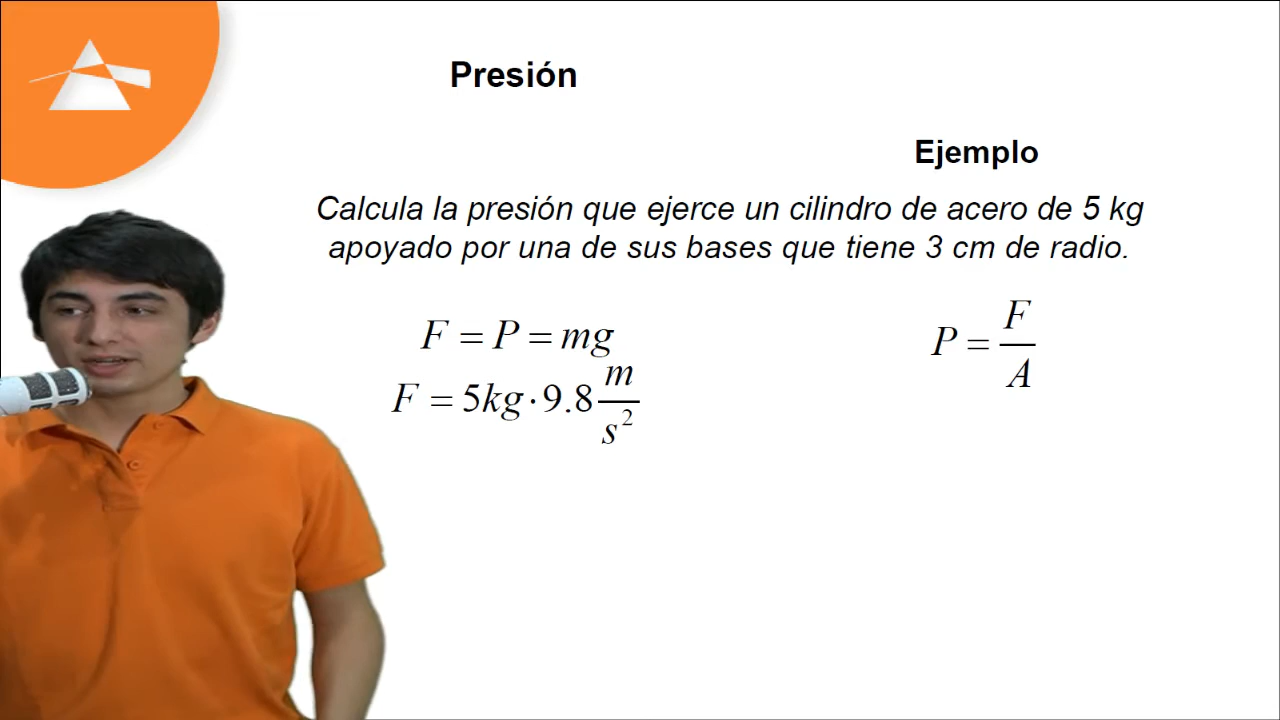 Presión
Ejemplo
Calcula la presión que ejerce un cilindro de acero de 5 kg
apoyado por una de sus bases que tiene 3 cm de radio.
F = P = mg
P = F/A
F = 5kg · 9.8 m/s²